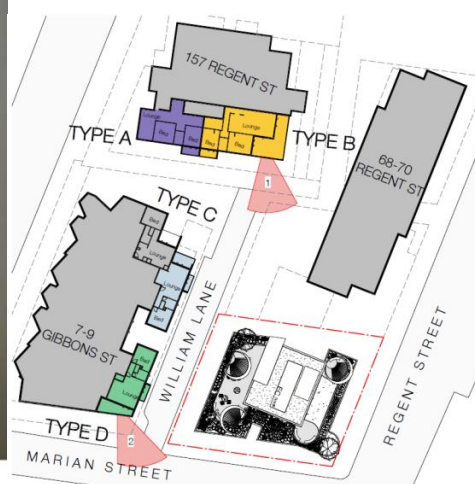 157 REGENT ST
Lounge
Bed
Bed
Bed
Bed
Lounge
TYPE A
TYPE B
68-70
REGENT ST
1
TYPE C
Bed
Lounge
Lounge
Bed
7-9
GIBBONS ST
WILLIAM LANE
Bed
Lounge
REGENT STREET
TYPE D
2
MARIAN STREET